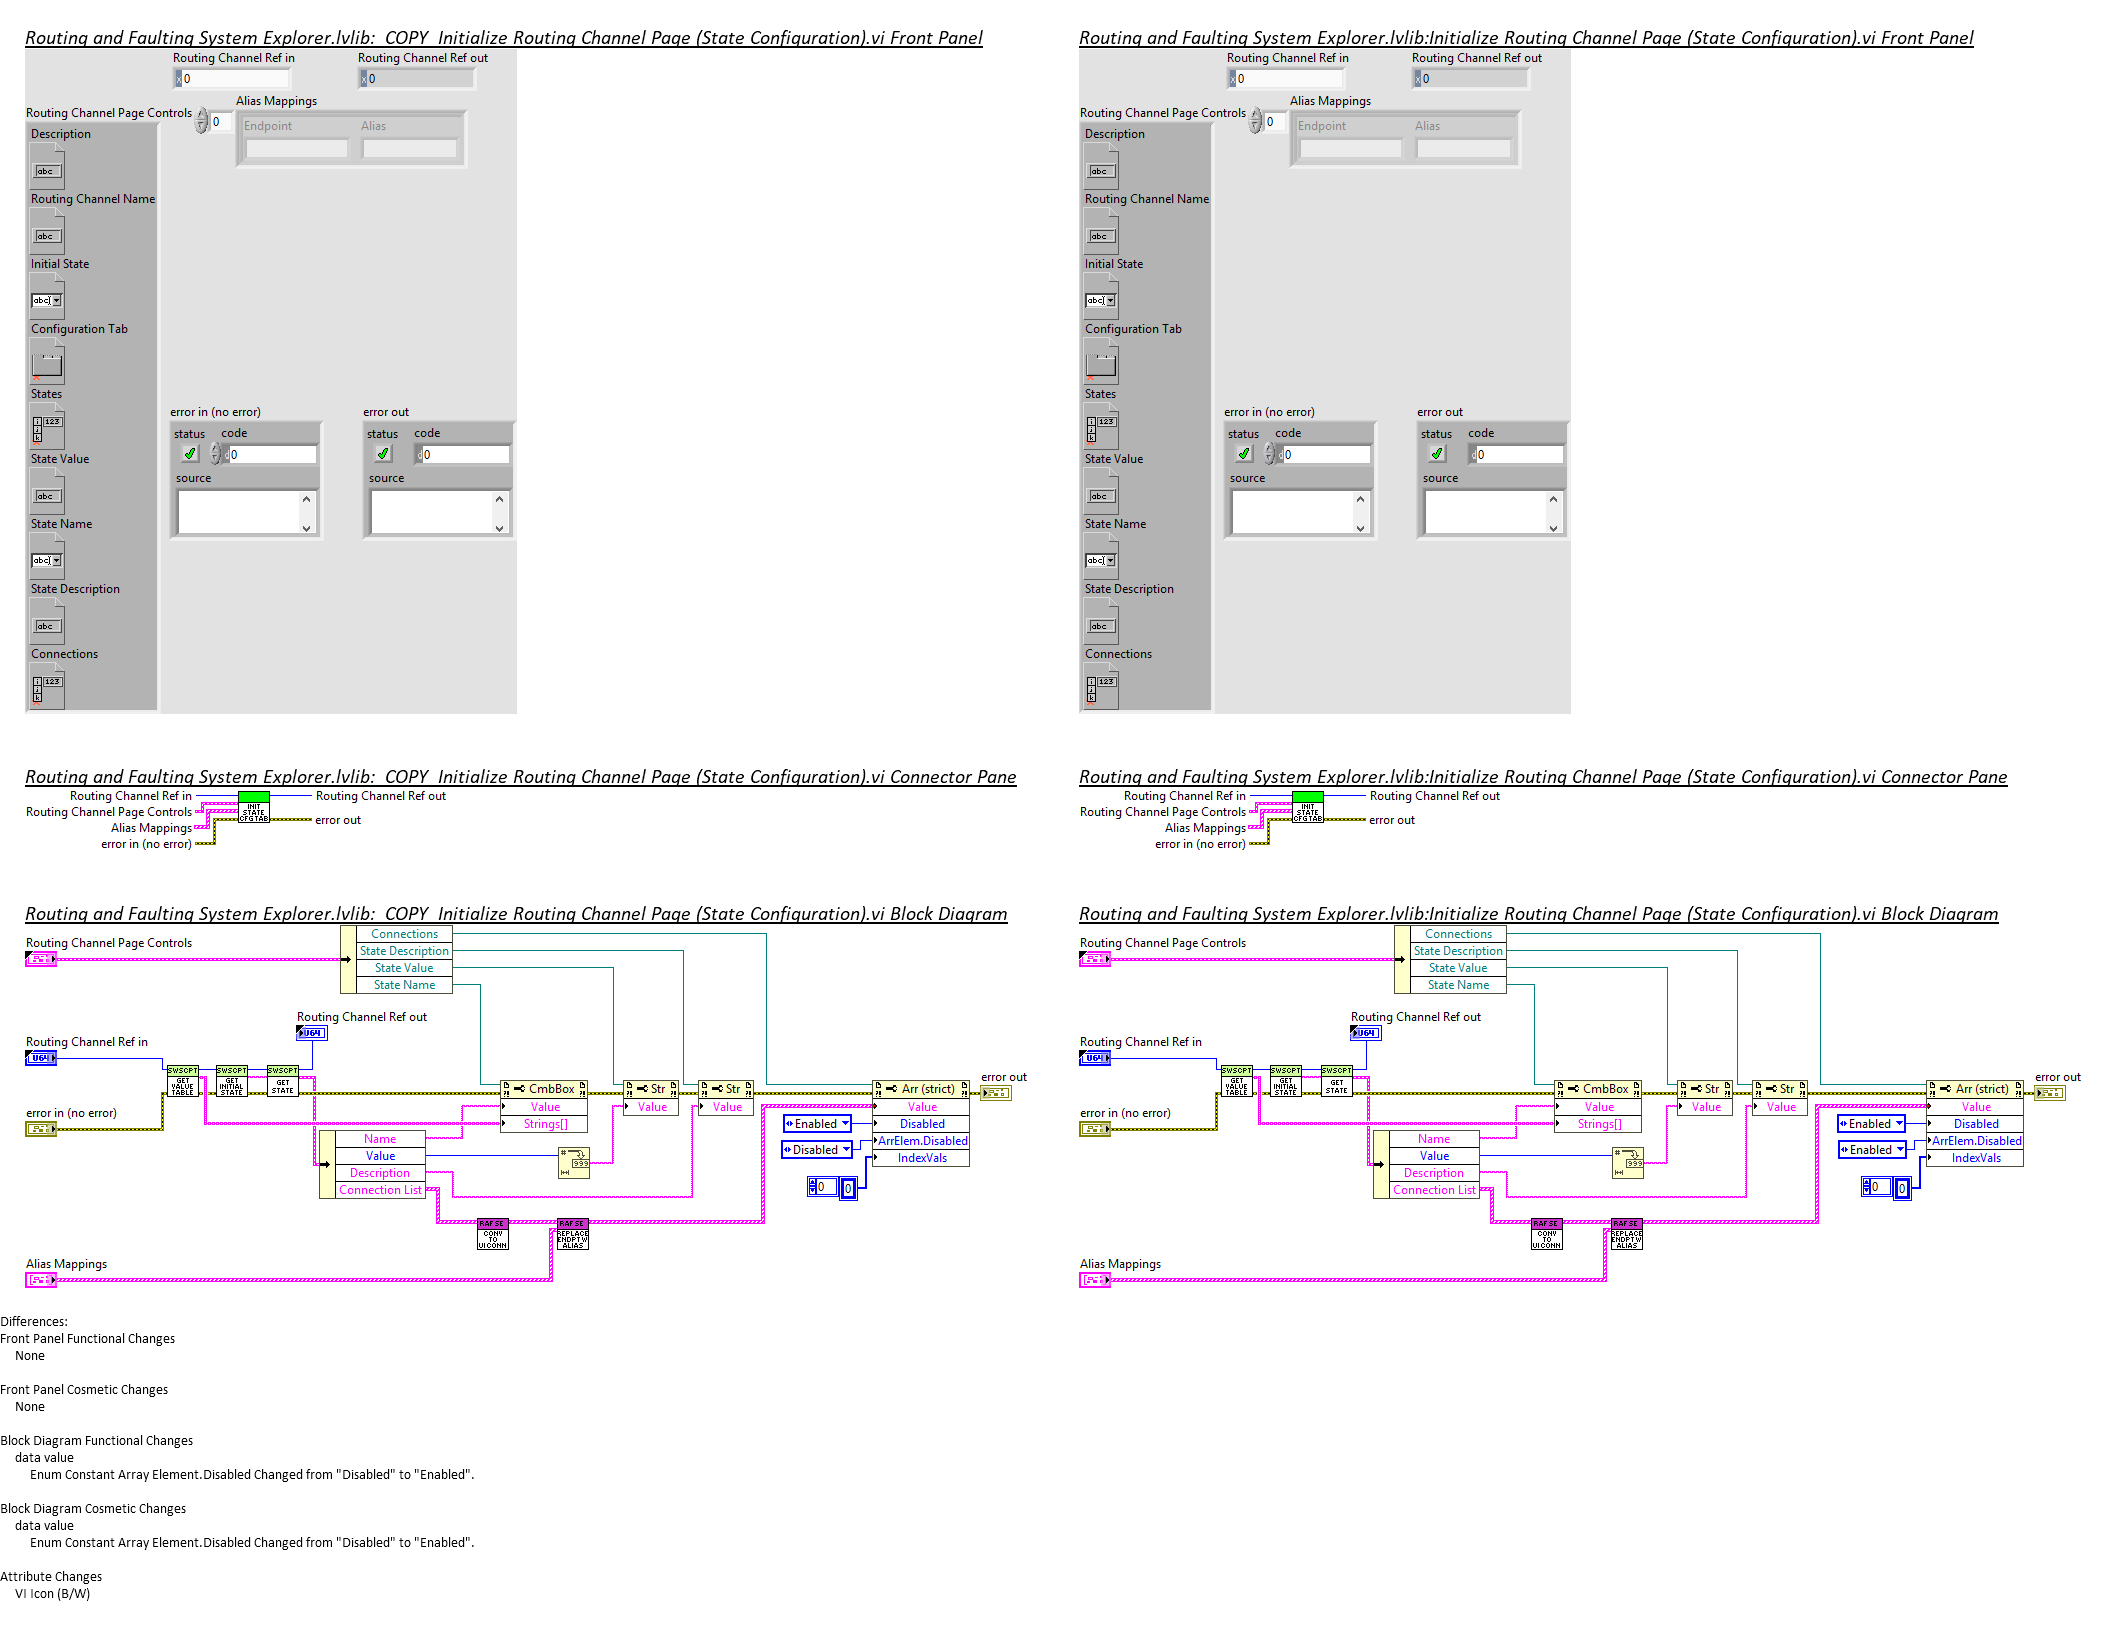 Routing and Faulting System Explorer.lvlib:_COPY_Initialize Routing Channel Page (State Configuration).vi Front Panel
Routing Channel Ref in
Routing Channel Ref out
x 0
x 0
Alias Mappings
Routing Channel Page Controls
0
Endpoint
Alias
Description
abc
Routing Channel Name
abc
Initial State
abc
Configuration Tab
States
i
j
k
123
State Value
abc
State Name
abc
State Description
abc
Connections
i
j
k
123
error in (no error)
error out
status
code
status
code
d 0
d 0
source
source
Routing and Faulting System Explorer.lvlib:_COPY_Initialize Routing Channel Page (State Configuration).vi Connector Pane
Routing Channel Ref in
Routing Channel Page Controls
Alias Mappings
error in (no error)
INIT
STATE
CFG TAB
Routing Channel Ref out
error out
Routing and Faulting System Explorer.lvlib:_COPY_Initialize Routing Channel Page (State Configuration).vi Block Diagram
Routing Channel Page Controls
Connections
State Description
State Value
State Name
Routing Channel Ref out
U64
Routing Channel Ref in
U64
SWSCPT
GET
VALUE
TABLE
SWSCPT
GET
INITIAL
STATE
SWSCPT
GET
STATE
error in (no error)
CmbBox
Value
Strings[]
Str
Value
Str
Value
Arr (strict)
Value
Disabled
ArrElem.Disabled
IndexVals
error out
Enabled
Disabled
0
0
Name
Value
Description
Connection List
#
999
RAF SE
CONV
TO
UI CONN
RAF SE
REPLACE
ENDPT W
ALIAS
Alias Mappings
Routing and Faulting System Explorer.lvlib:Initialize Routing Channel Page (State Configuration).vi Front Panel
Routing Channel Ref in
Routing Channel Ref out
x 0
x 0
Alias Mappings
Routing Channel Page Controls
0
Endpoint
Alias
Description
abc
Routing Channel Name
abc
Initial State
abc
Configuration Tab
States
i
j
k
123
State Value
abc
State Name
abc
State Description
abc
Connections
i
j
k
123
error in (no error)
error out
status
code
status
code
d 0
d 0
source
source
Routing and Faulting System Explorer.lvlib:Initialize Routing Channel Page (State Configuration).vi Connector Pane
Routing Channel Ref in
Routing Channel Page Controls
Alias Mappings
error in (no error)
INIT
STATE
CFG TAB
Routing Channel Ref out
error out
Routing and Faulting System Explorer.lvlib:Initialize Routing Channel Page (State Configuration).vi Block Diagram
Routing Channel Page Controls
Connections
State Description
State Value
State Name
Routing Channel Ref out
U64
Routing Channel Ref in
U64
SWSCPT
GET
VALUE
TABLE
SWSCPT
GET
INITIAL
STATE
SWSCPT
GET
STATE
error in (no error)
CmbBox
Value
Strings[]
Str
Value
Str
Value
Arr (strict)
Value
Disabled
ArrElem.Disabled
IndexVals
error out
Enabled
Enabled
0
0
Name
Value
Description
Connection List
#
999
RAF SE
CONV
TO
UI CONN
RAF SE
REPLACE
ENDPT W
ALIAS
Alias Mappings
Differences:
Front Panel Functional Changes
None
Front Panel Cosmetic Changes
None
Block Diagram Functional Changes
data value
Enum Constant Array Element.Disabled Changed from "Disabled" to "Enabled".
Block Diagram Cosmetic Changes
data value
Enum Constant Array Element.Disabled Changed from "Disabled" to "Enabled".
Attribute Changes
VI Icon (B/W)